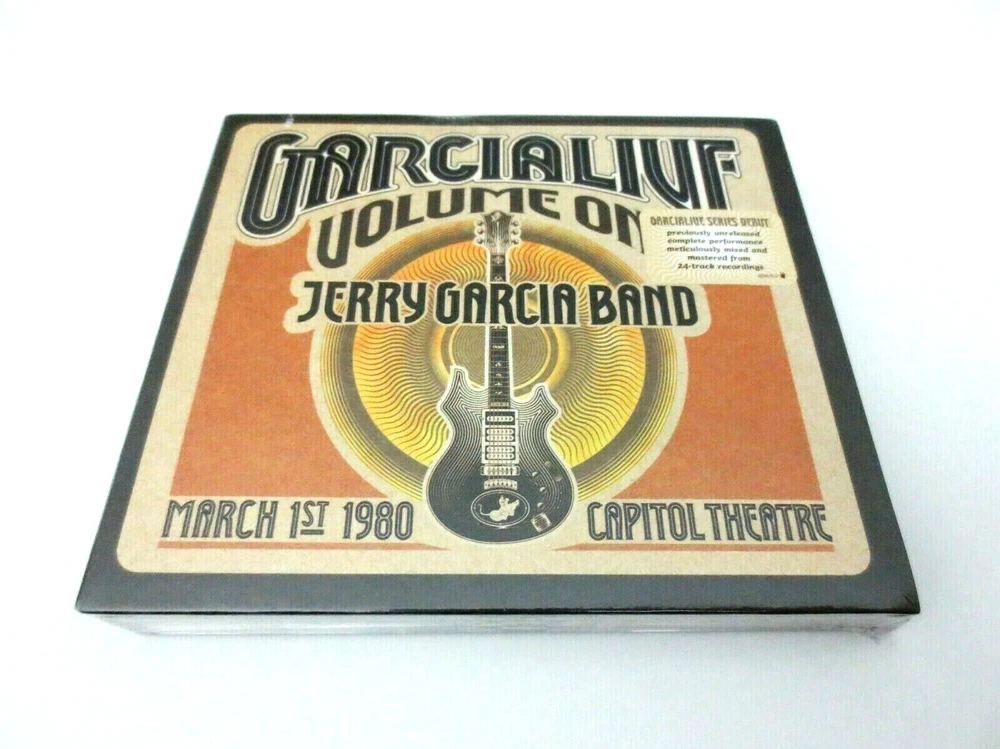 GARCIALIVE
VOLUME ON
GARCIALIVE SERIES DEBUT
previously unreleased
complete performance
meticulously mixed and
mastered from
24-track recordings
JERRY GARCIA BAND
MARCH 1ST 1980
CAPITOL THEATRE